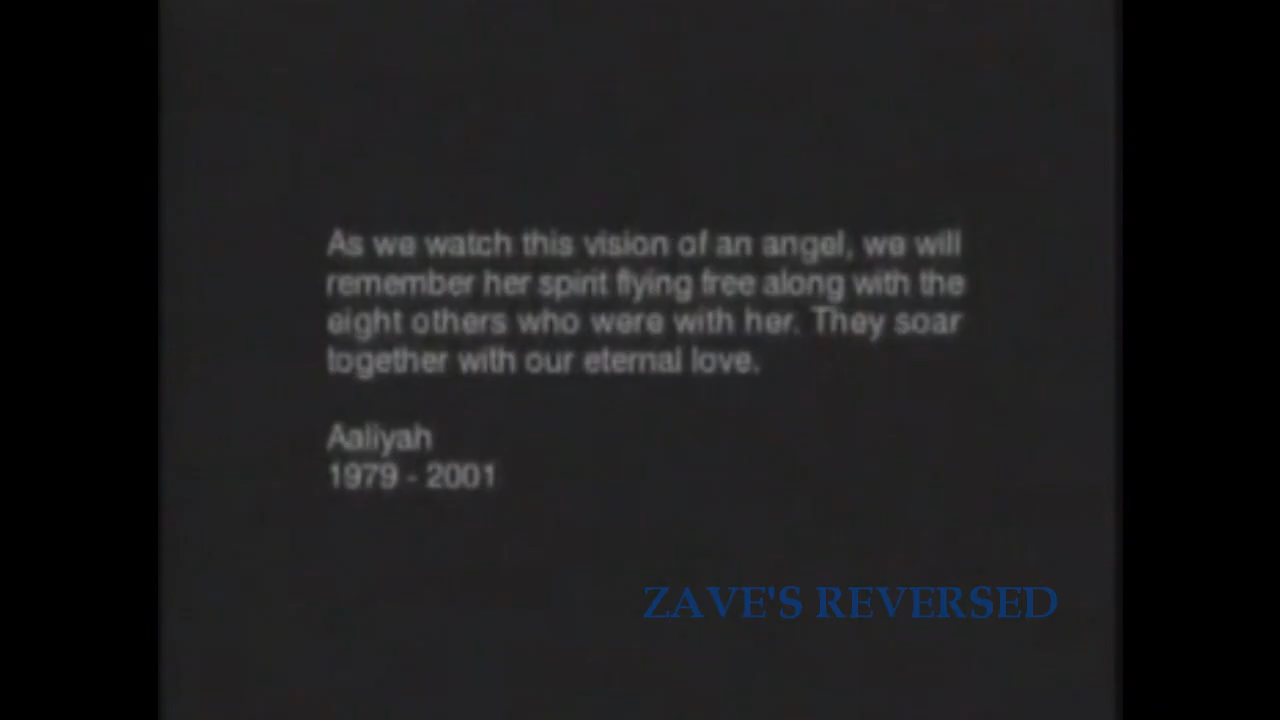 As we watch this vision of an angel, we will
remember her spirit flying free along with the
eight others who were with her. They soar
together with our eternal love.
Aaliyah
1979 - 2001
ZAVE'S REVERSED